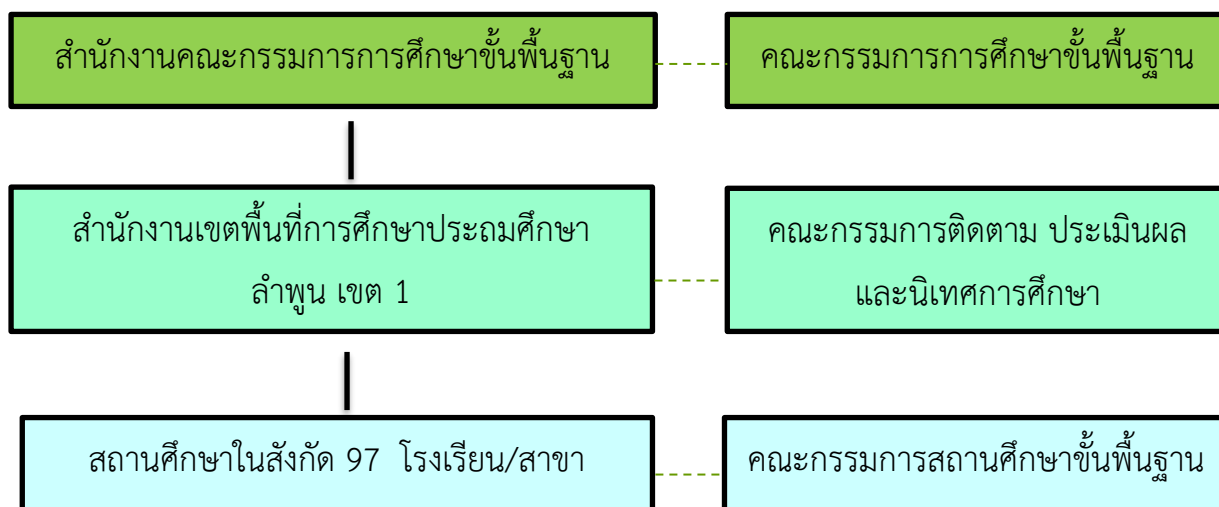 สำนักงานคณะกรรมการการศึกษาขั้นพื้นฐาน
คณะกรรมการการศึกษาขั้นพื้นฐาน
สำนักงานเขตพื้นที่การศึกษาประถมศึกษา
ลำพูน เขต 1
คณะกรรมการติดตาม ประเมินผล
และนิเทศการศึกษา
สถานศึกษาในสังกัด 97 โรงเรียน/สาขา
คณะกรรมการสถานศึกษาขั้นพื้นฐาน